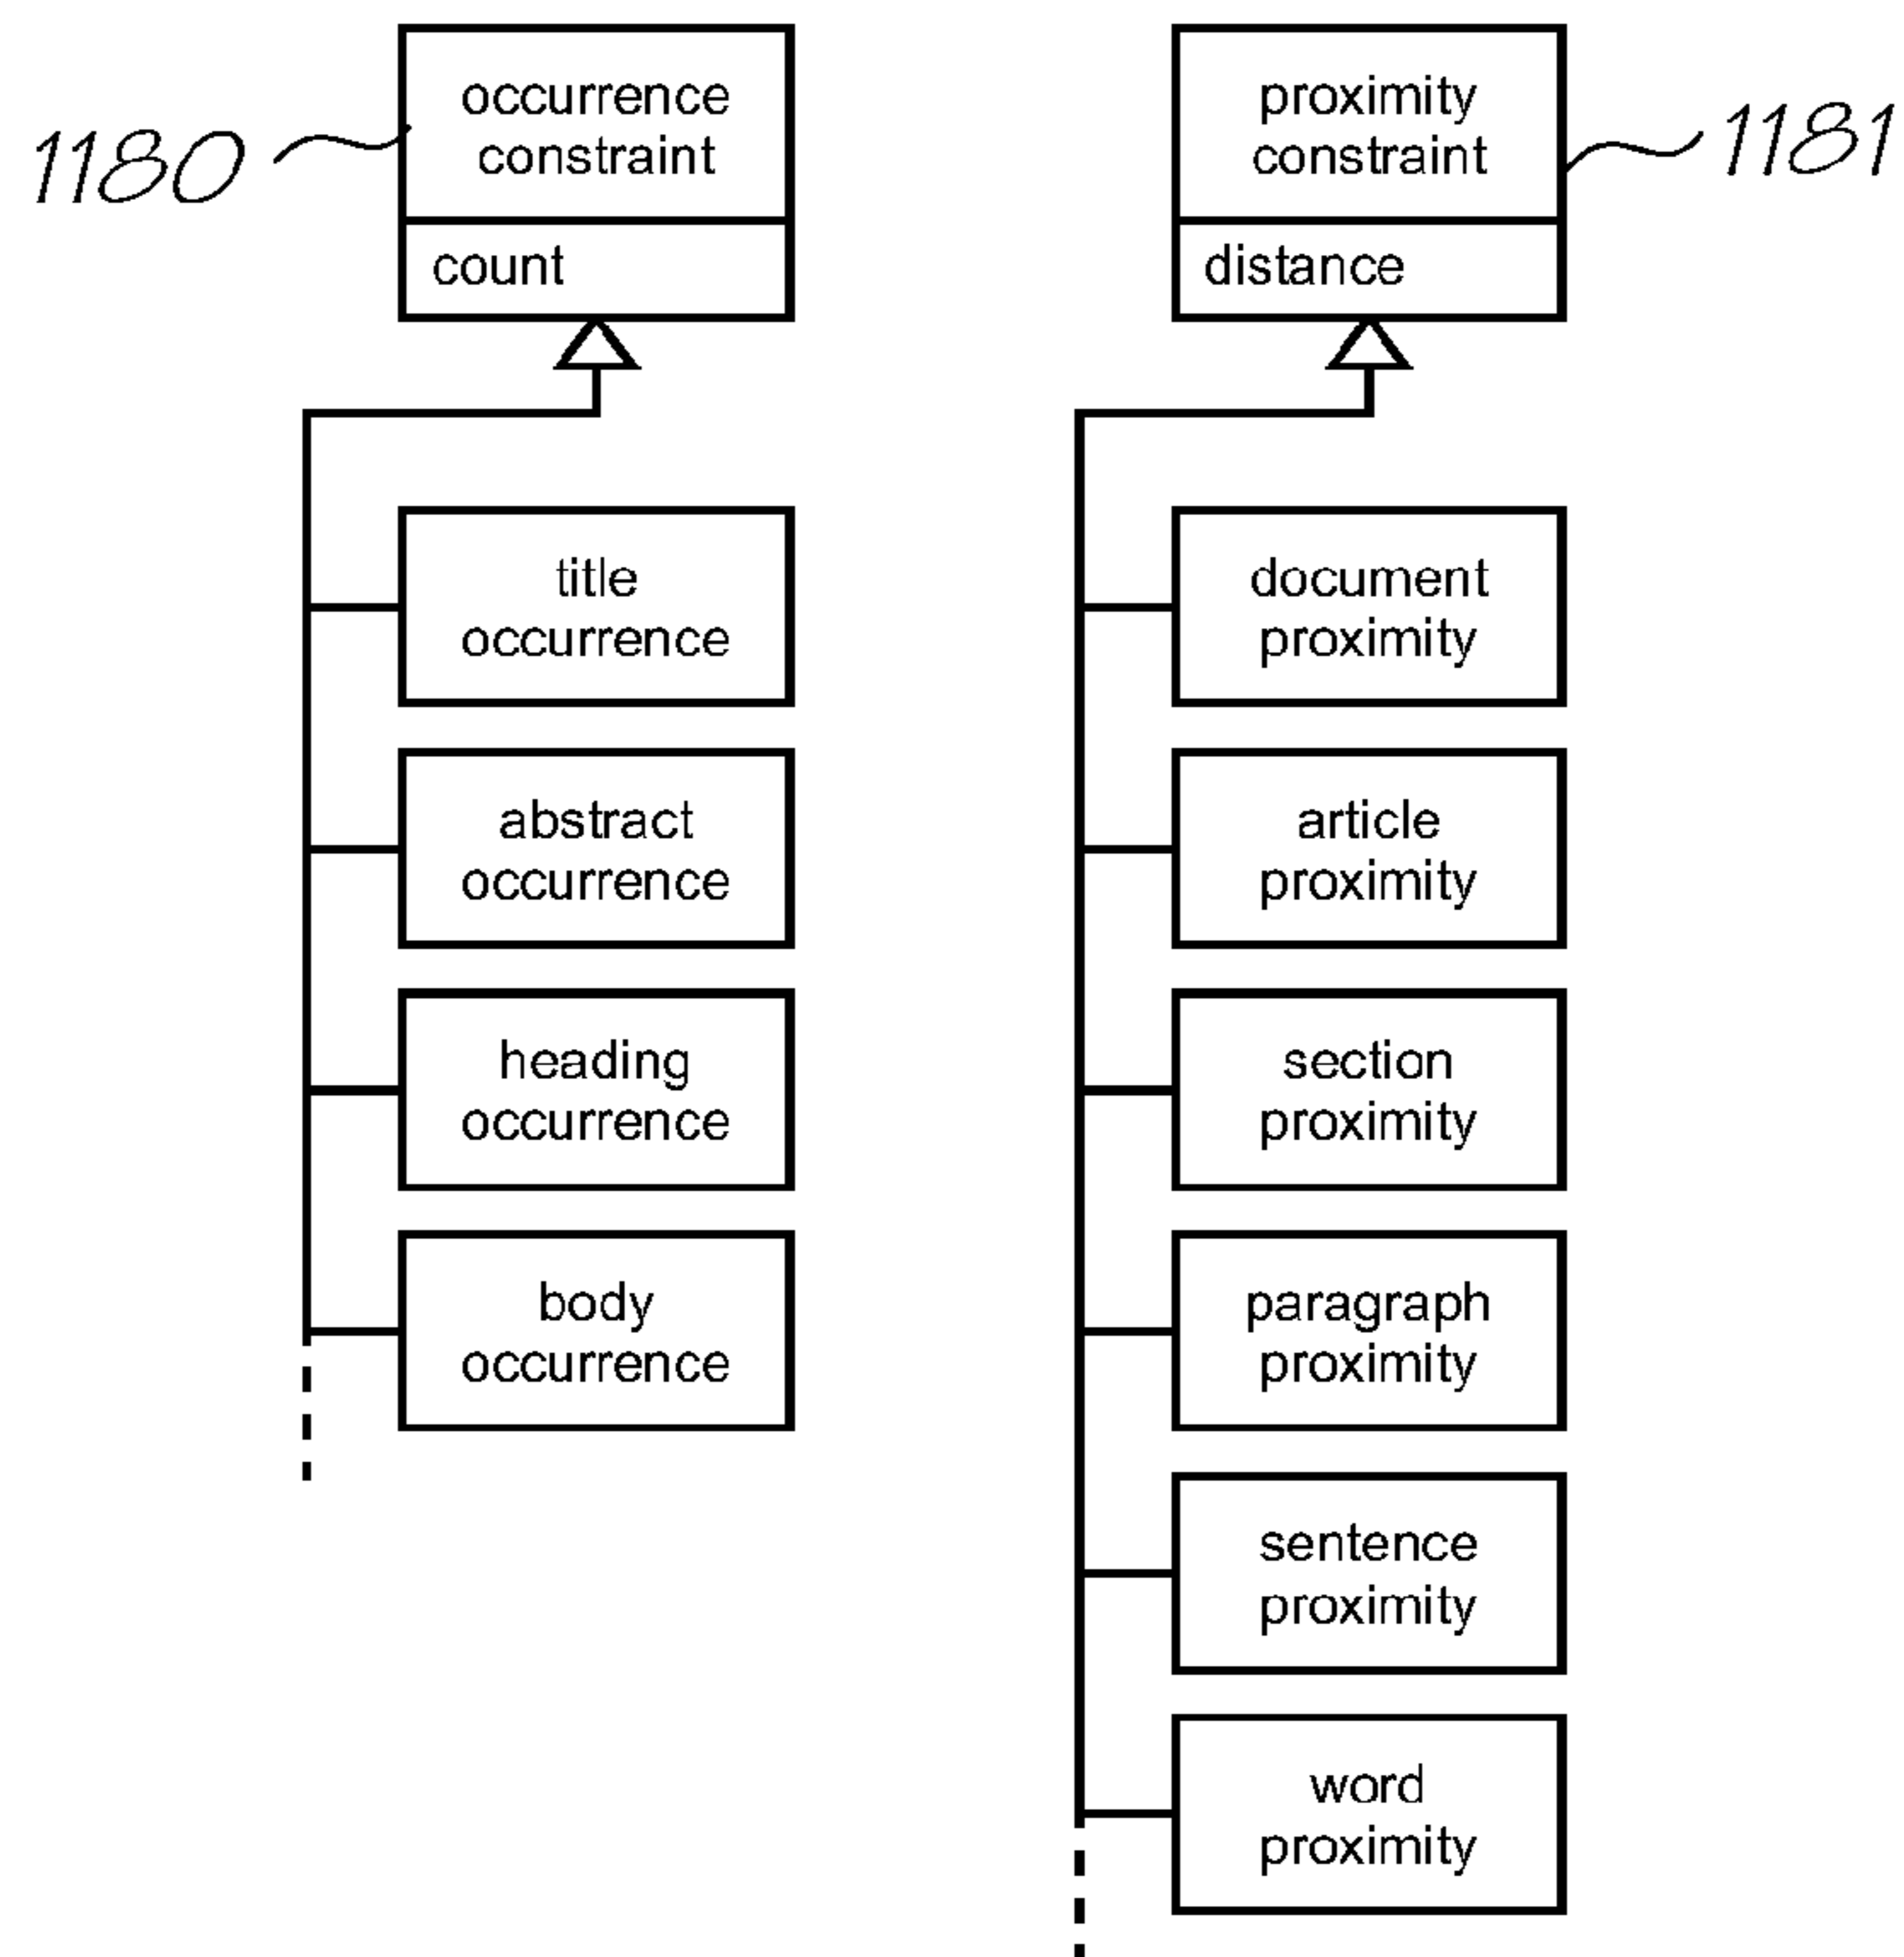 1180
occurrence
constraint
count
title
occurrence
abstract
occurrence
heading
occurrence
body
occurrence
proximity
constraint
1181
distance
document
proximity
article
proximity
section
proximity
paragraph
proximity
sentence
proximity
word
proximity